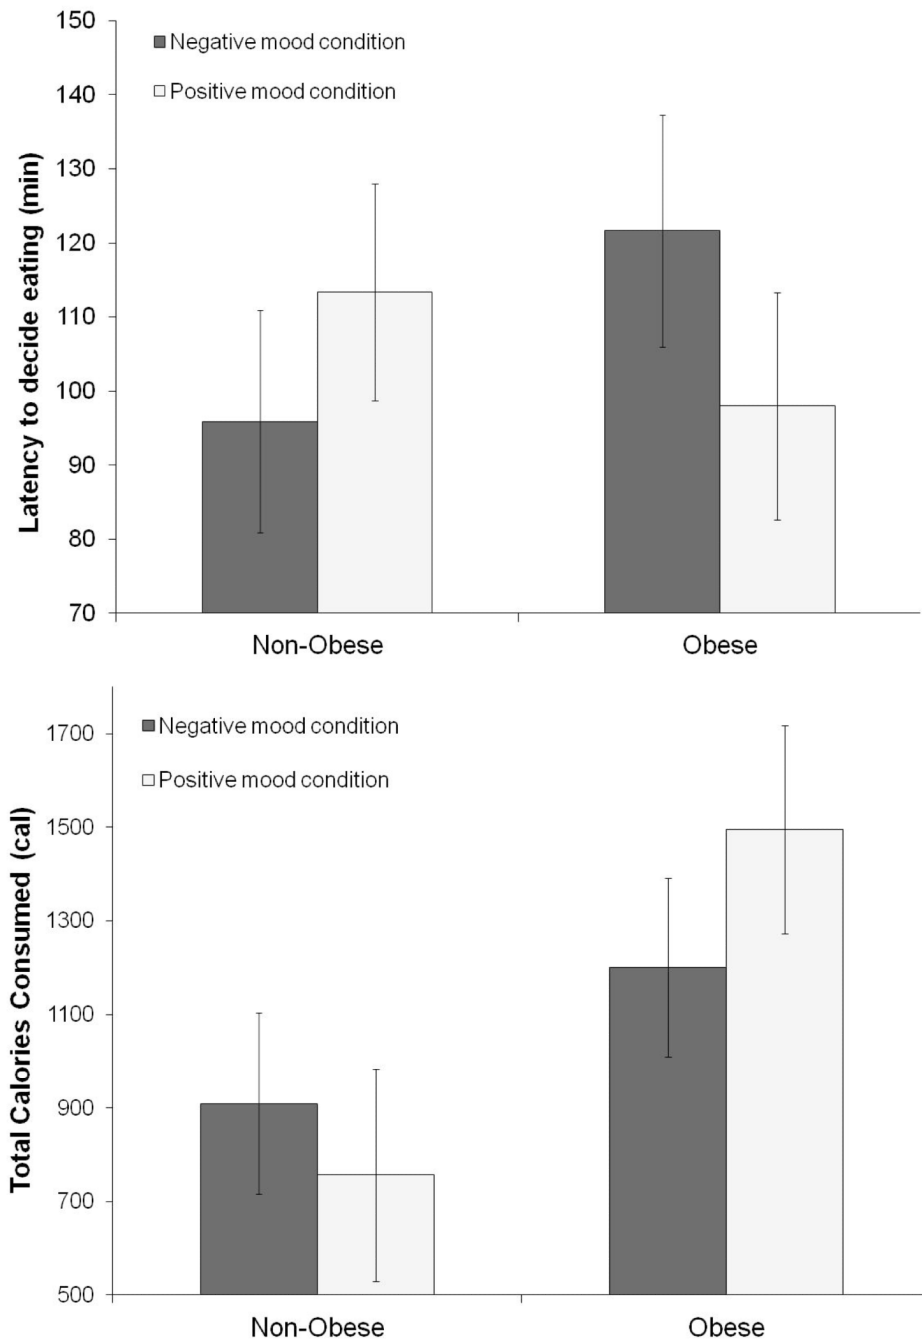 150
Negative mood condition
140
Positive mood condition
130
120
110
100
90
80
70
Latency to decide eating (min)
Non-Obese Obese
1700
Negative mood condition
Positive mood condition
1500
1300
1100
900
700
500
Total Calories Consumed (cal)
Non-Obese Obese